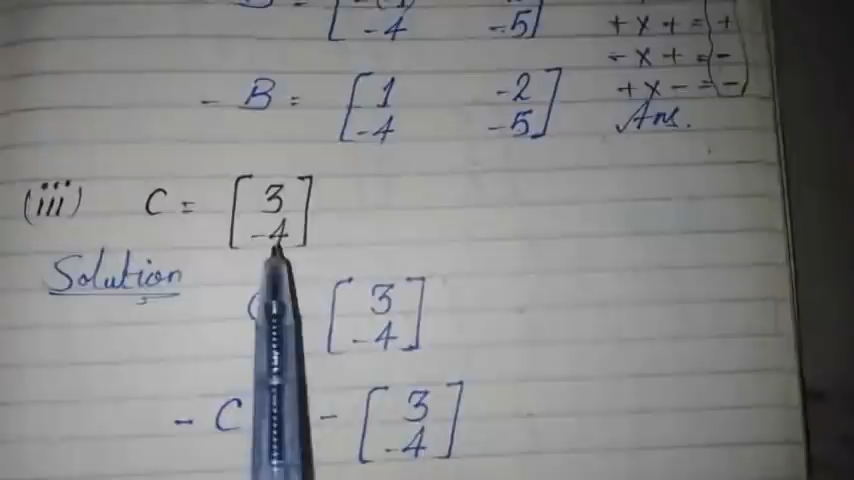 -4 -5] + x + = +
- x + = -
- B = [1 -2 + x - = -
-4 -5] Ans.
(iii) C = [3
-4]
Solution
[3
-4]
- C - [3
-4]